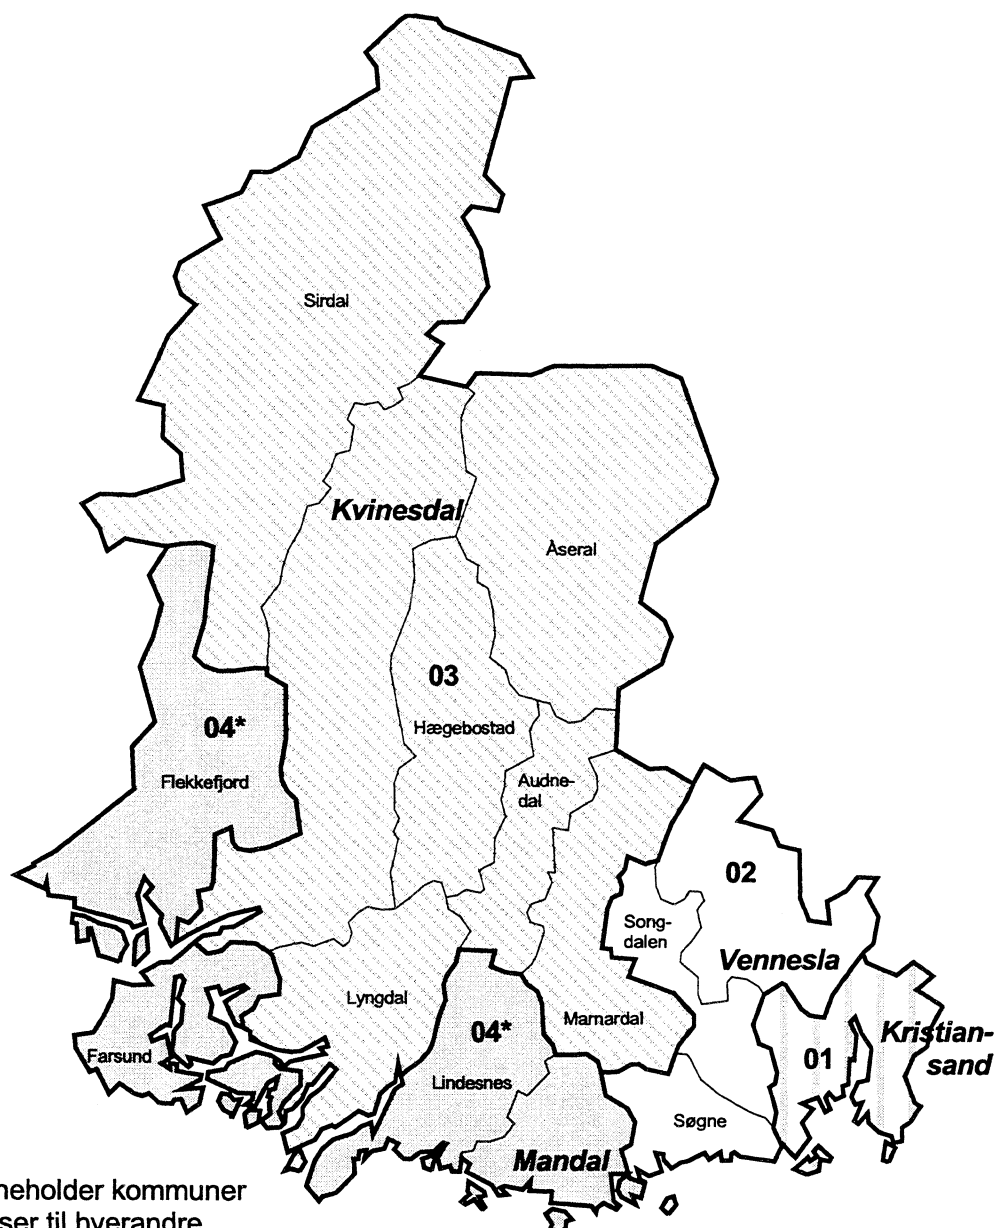 Sirdal
Kvinesdal
Åseral
03
Hægebostad
04*
Flekkefjord
Audne-
dal
02
Song-
dalen
Vennesla
Lyngdal
Marnardal
04*
Lindesnes
Farsund
01
Kristian-
sand
Søgne
Mandal
neholder kommuner
ser til hverandre